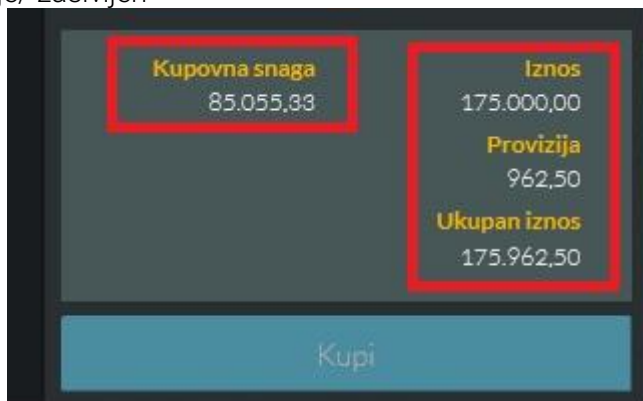 Kupovna snaga
85.055,33
Iznos
175.000,00
Provizija
962,50
Ukupan iznos
175.962,50
Kupi